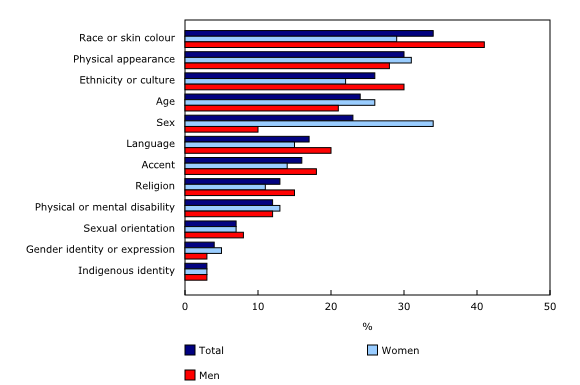 Race or skin colour
Physical appearance
Ethnicity or culture
Age
Sex
Language
Accent
Religion
Physical or mental disability
Sexual orientation
Gender identity or expression
Indigenous identity
0 10 20 30 40 50
%
Total Women
Men